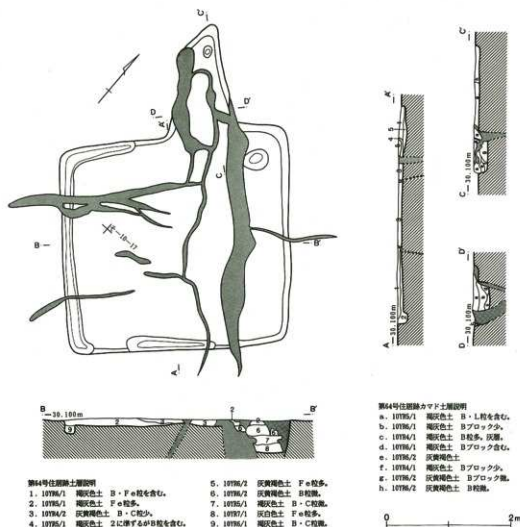 C'
D
D'
A'
C
16-10-17
B
B'
A
A'
A
30.100m
C'
C
30.100m
D'
D
30.100m
B
30.100m
B'
第64号住居跡土層説明
1. 10YR5/1 褐灰色土 B・Fe粒を含む。
2. 10YR5/1 褐灰色土 Fe粒多。
3. 10YR4/2 灰黄褐色土 B・C粒少。
4. 10YR5/1 褐灰色土 2に準ずるがB粒を含む。
5. 10YR6/2 灰黄褐色土 Fe粒多。
6. 10YR6/2 灰黄褐色土 B粒微。
7. 10YR5/1 褐灰色土 B・C粒微。
8. 10YR7/1 灰白色土 Fe粒多。
9. 10YR6/1 褐灰色土 B・C粒微。
第64号住居跡カマド土層説明
a. 10YR5/1 褐灰色土 B・L粒を含む。
b. 10YR6/1 褐灰色土 Bブロック少。
c. 10YR4/1 褐灰色土 B粒多。灰層。
d. 10YR6/1 褐灰色土 Bブロック含む。
e. 10YR6/2 灰黄褐色土
f. 10YR4/1 褐灰色土 Bブロック少。
g. 10YR6/2 灰黄褐色土 Bブロック微。
h. 10YR6/2 灰黄褐色土 B粒微。
0 2m